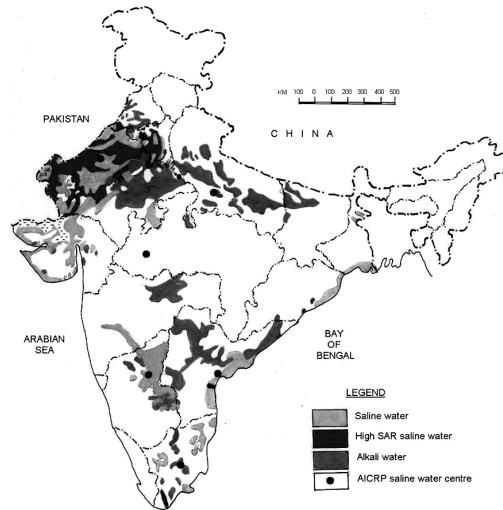 KM 100 0 100 200 300 400 500
PAKISTAN
C H I N A
ARABIAN
SEA
BAY
OF
BENGAL
LEGEND
Saline water
High SAR saline water
Alkali water
AICRP saline water centre